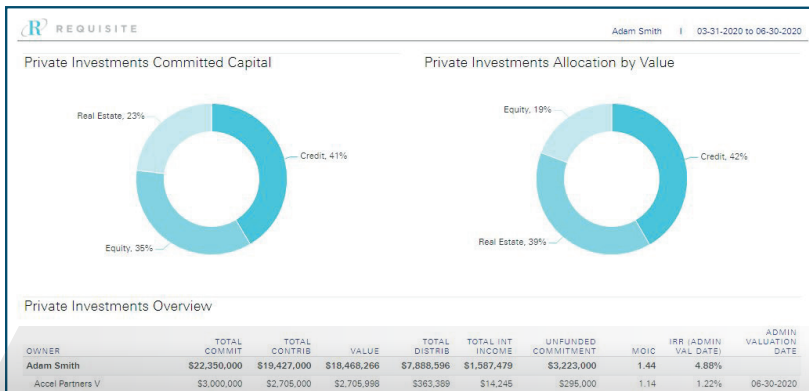 R REQUISITE
Adam Smith | 03-31-2020 to 06-30-2020
Private Investments Committed Capital
Private Investments Allocation by Value
Real Estate, 23%
Credit, 41%
Equity, 35%
Equity, 19%
Credit, 42%
Real Estate, 39%
Private Investments Overview
OWNER TOTAL COMMIT TOTAL CONTRIB VALUE TOTAL DISTRIB TOTAL INT INCOME UNFUNDED COMMITMENT MOIC IRR (ADMIN VAL DATE) ADMIN VALUATION DATE
Adam Smith $22,350,000 $19,427,000 $18,468,266 $7,888,596 $1,587,479 $3,223,000 1.44 4.88%
Accel Partners V $3,000,000 $2,705,000 $2,705,998 $363,389 $14,245 $295,000 1.14 1.22% 06-30-2020